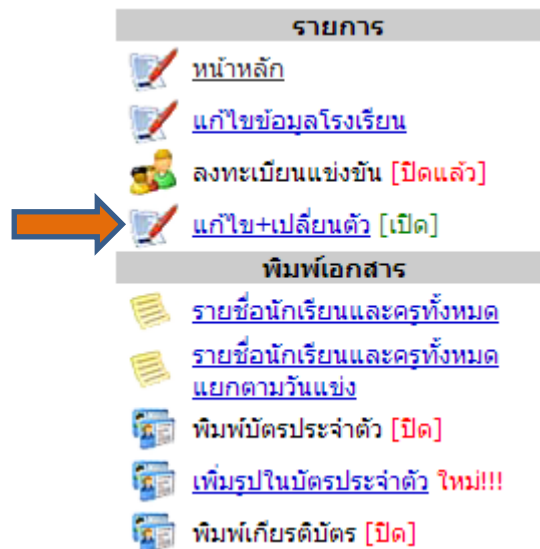 รายการ
หน้าหลัก
แก้ไขข้อมูลโรงเรียน
ลงทะเบียนแข่งขัน [ปิดแล้ว]
แก้ไข+เปลี่ยนตัว [เปิด]
พิมพ์เอกสาร
รายชื่อนักเรียนและครูทั้งหมด
รายชื่อนักเรียนและครูทั้งหมด
แยกตามวันแข่ง
พิมพ์บัตรประจำตัว [ปิด]
เพิ่มรูปในบัตรประจำตัว ใหม่!!!
พิมพ์เกียรติบัตร [ปิด]